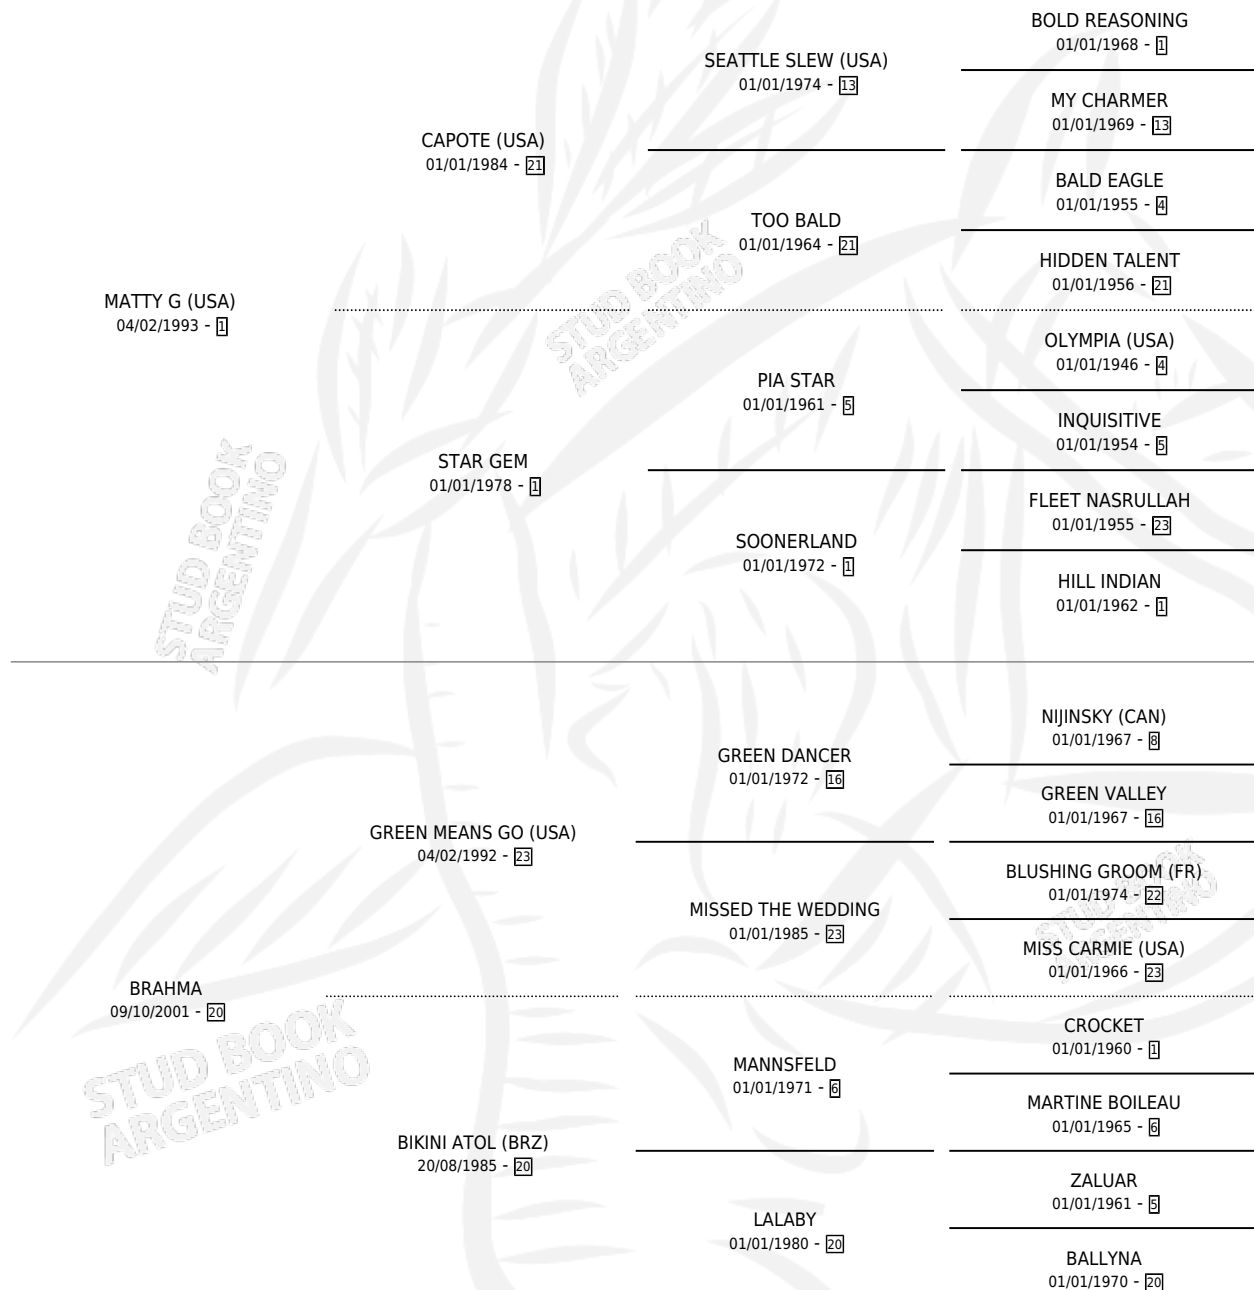 BOLD REASONING
01/01/1968 - 1
SEATTLE SLEW (USA)
01/01/1974 - 13
MY CHARMER
01/01/1969 - 13
CAPOTE (USA)
01/01/1984 - 21
BALD EAGLE
01/01/1955 - 4
TOO BALD
01/01/1964 - 21
HIDDEN TALENT
01/01/1956 - 21
MATTY G (USA)
04/02/1993 - 1
OLYMPIA (USA)
01/01/1946 - 4
PIA STAR
01/01/1961 - 5
INQUISITIVE
01/01/1954 - 5
STAR GEM
01/01/1978 - 1
FLEET NASRULLAH
01/01/1955 - 23
SOONERLAND
01/01/1972 - 1
HILL INDIAN
01/01/1962 - 1
NIJINSKY (CAN)
01/01/1967 - 8
GREEN DANCER
01/01/1972 - 16
GREEN VALLEY
01/01/1967 - 16
GREEN MEANS GO (USA)
04/02/1992 - 23
BLUSHING GROOM (FR)
01/01/1974 - 22
MISSED THE WEDDING
01/01/1985 - 23
MISS CARMIE (USA)
01/01/1966 - 23
BRAHMA
09/10/2001 - 20
CROCKET
01/01/1960 - 1
MANNSFELD
01/01/1971 - 6
MARTINE BOILEAU
01/01/1965 - 6
BIKINI ATOL (BRZ)
20/08/1985 - 20
ZALUAR
01/01/1961 - 5
LALABY
01/01/1980 - 20
BALLYNA
01/01/1970 - 20
STUD BOOK
ARGENTINO
STUD BOOK
ARGENTINO
STUD BOOK
ARGENTINO
STUD BOOK
ARGENTINO